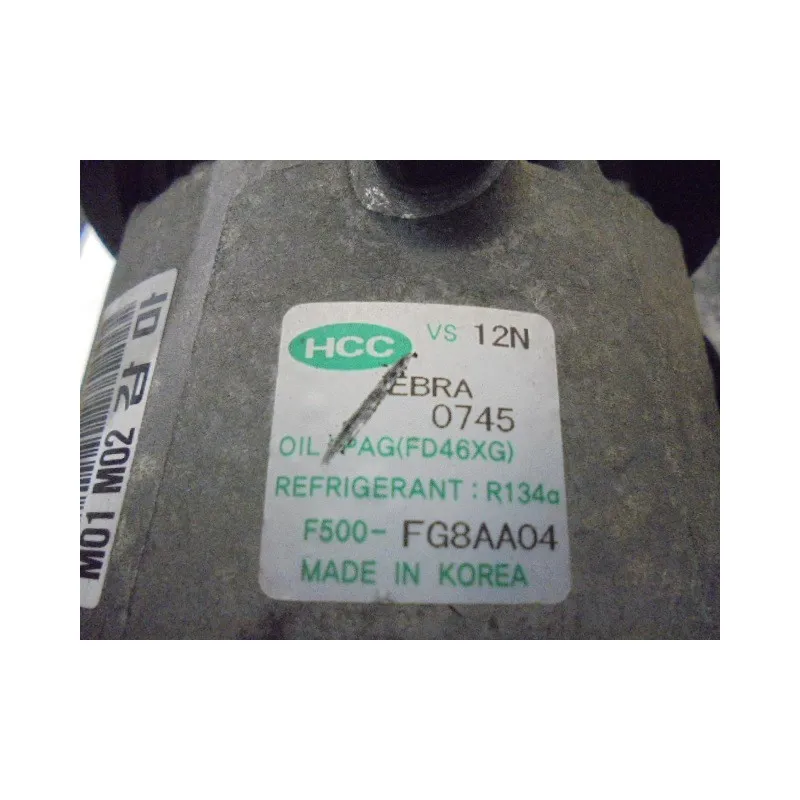 HCC VS 12N
EBRA
0745
OIL PAG(FD46XG)
REFRIGERANT : R134a
F500- FG8AA04
MADE IN KOREA
M01 M02